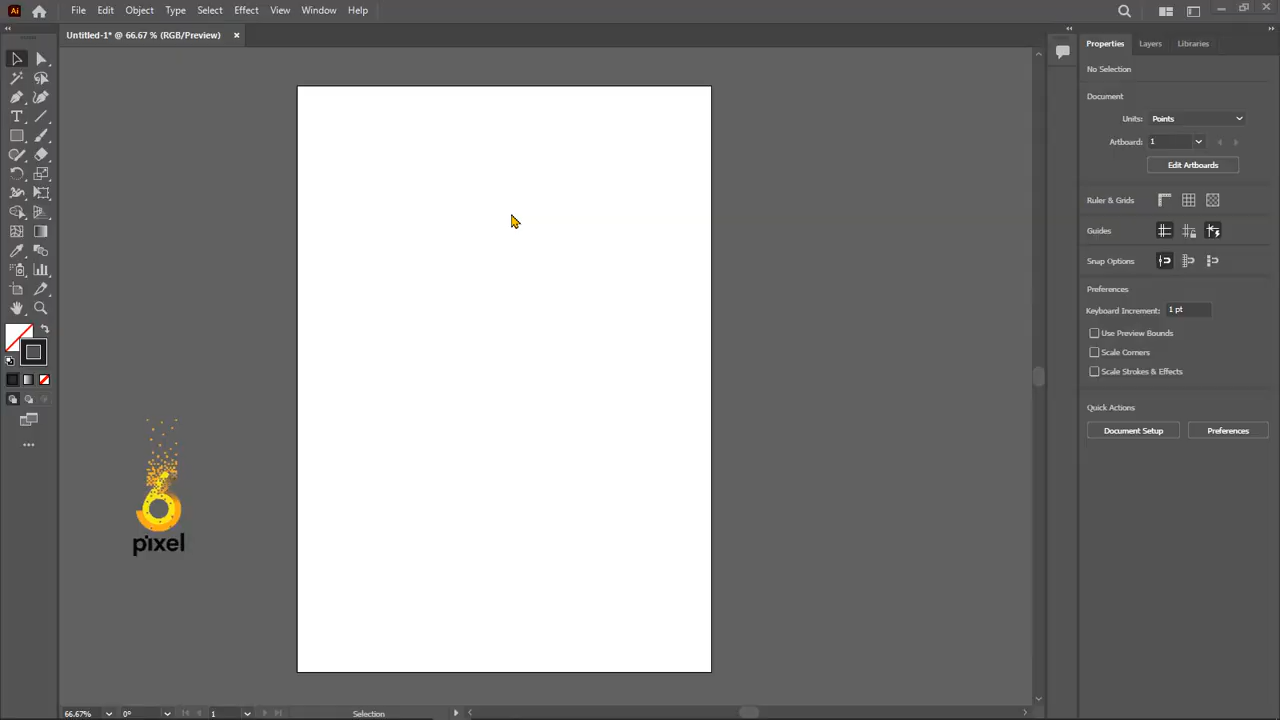 Ai File Edit Object Type Select Effect View Window Help
Untitled-1* @ 66.67 % (RGB/Preview)
Properties Layers Libraries
No Selection
Document
Units: Points
Artboard: 1
Edit Artboards
Ruler & Grids
Guides
Snap Options
Preferences
Keyboard Increment: 1 pt
Use Preview Bounds
Scale Corners
Scale Strokes & Effects
Quick Actions
Document Setup Preferences
6
pixel
66.67% 0° 1 Selection